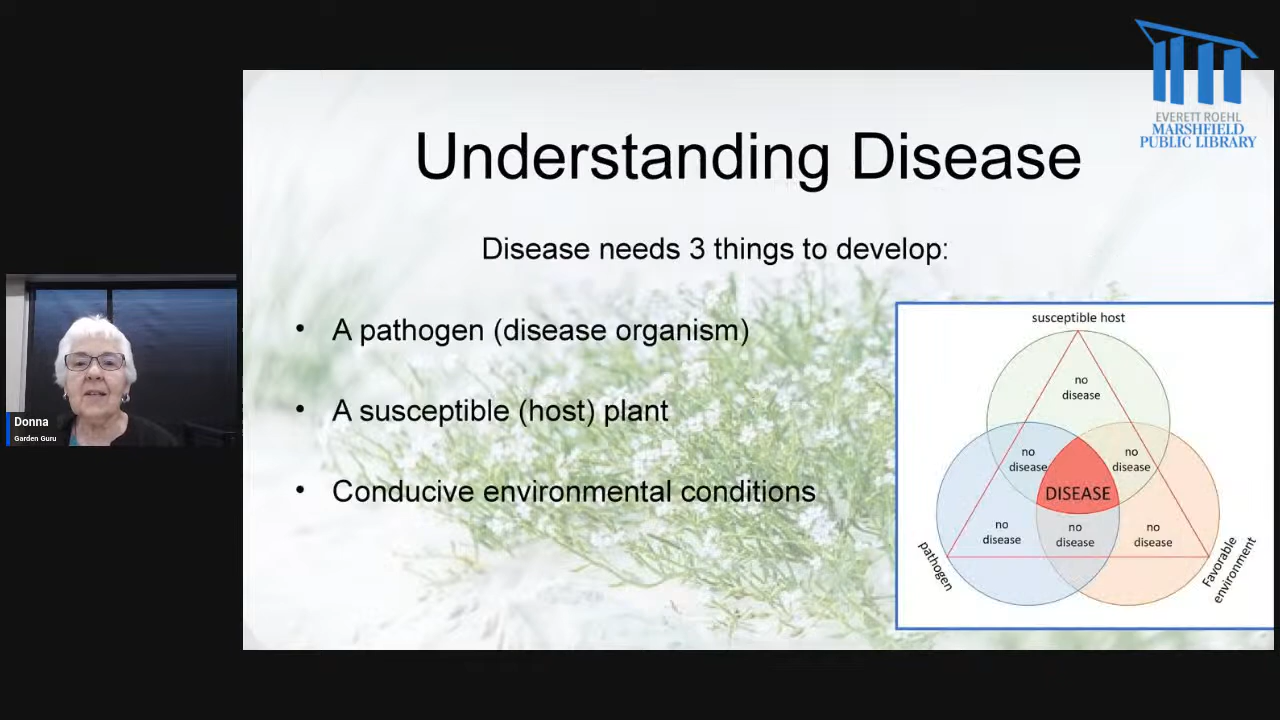 EVERETT ROEHL
MARSHFIELD
PUBLIC LIBRARY
Understanding Disease
Disease needs 3 things to develop:
• A pathogen (disease organism)
• A susceptible (host) plant
• Conducive environmental conditions
susceptible host
no
disease
no
disease
no
disease
DISEASE
no
disease
no
disease
no
disease
pathogen
Favorable
environment
Donna
Garden Guru